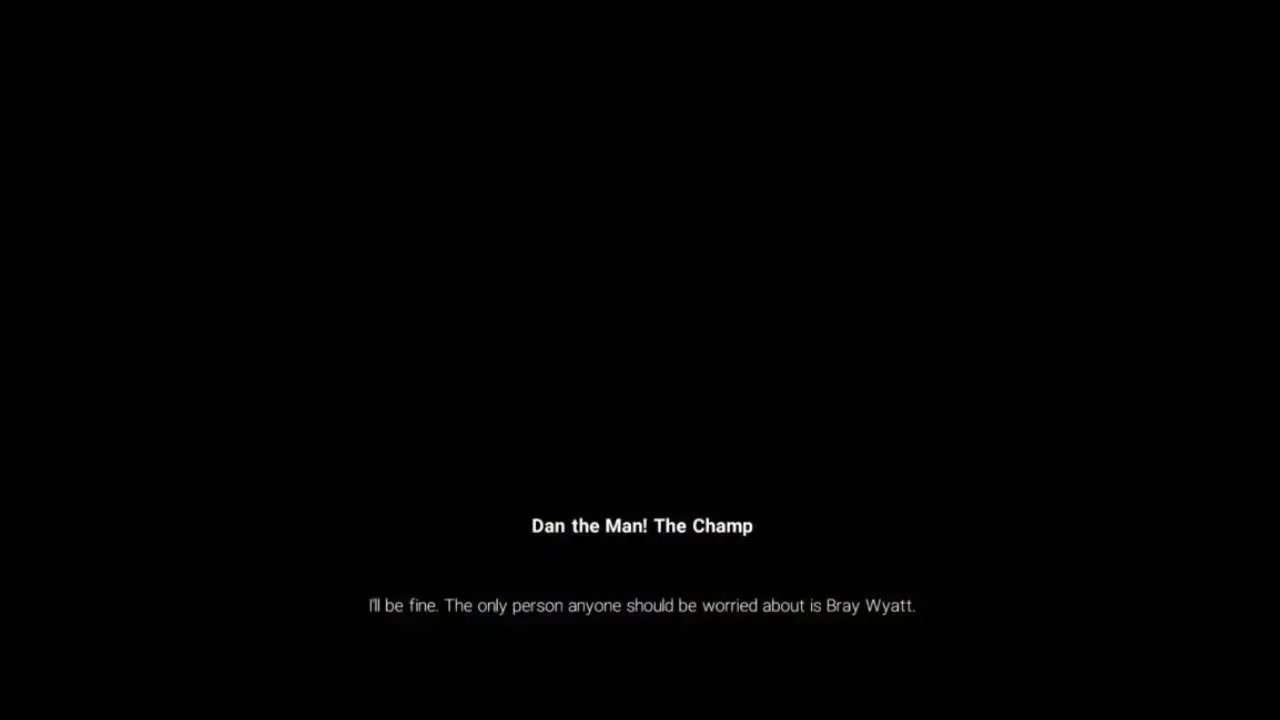 Dan the Man! The Champ
I'll be fine. The only person anyone should be worried about is Bray Wyatt.